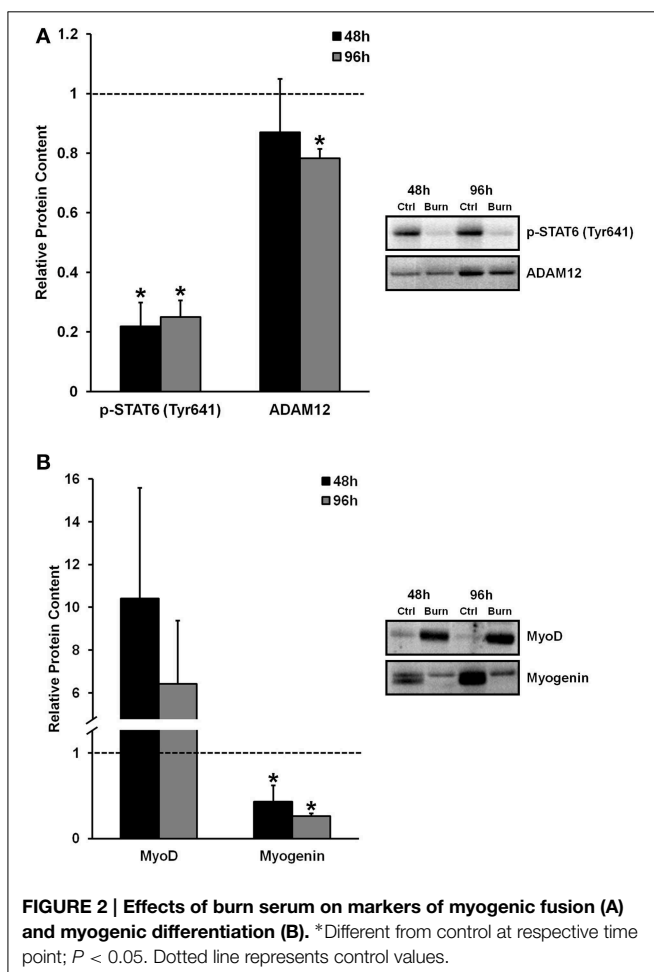 A
1.2
1
0.8
0.6
0.4
0.2
0
Relative Protein Content
48h
96h
*
*
*
p-STAT6 (Tyr641)
ADAM12
48h 96h
Ctrl Burn Ctrl Burn
p-STAT6 (Tyr641)
ADAM12
B
16
14
12
10
8
6
1
0
Relative Protein Content
48h
96h
*
*
MyoD
Myogenin
48h 96h
Ctrl Burn Ctrl Burn
MyoD
Myogenin
FIGURE 2 | Effects of burn serum on markers of myogenic fusion (A)
and myogenic differentiation (B). *Different from control at respective time
point; P < 0.05. Dotted line represents control values.